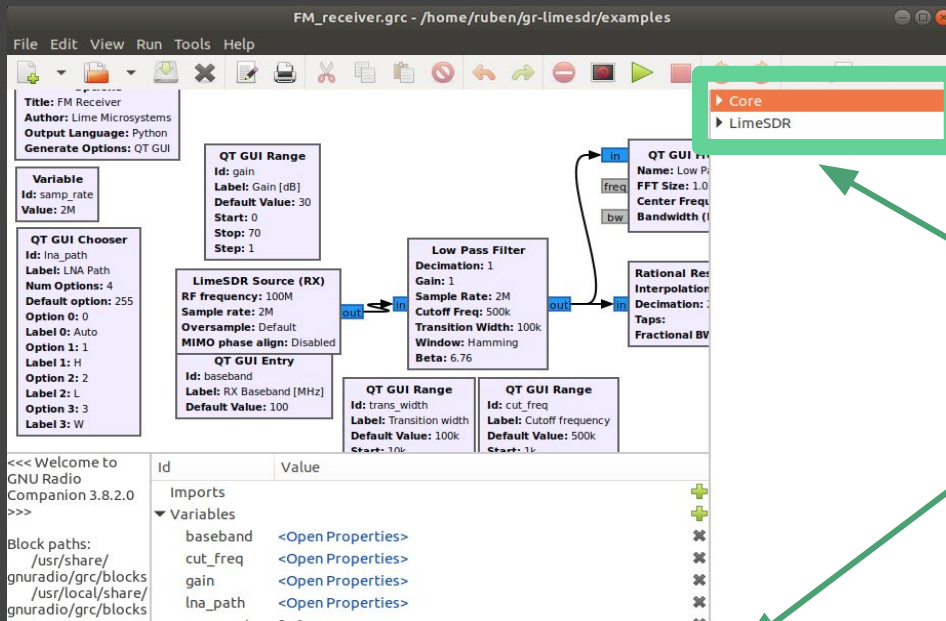 FM_receiver.grc - /home/ruben/gr-limesdr/examples
File Edit View Run Tools Help
Title: FM Receiver
Author: Lime Microsystems
Output Language: Python
Generate Options: QT GUI
Variable
Id: samp_rate
Value: 2M
QT GUI Chooser
Id: lna_path
Label: LNA Path
Num Options: 4
Default option: 255
Option 0: 0
Label 0: Auto
Option 1: 1
Label 1: H
Option 2: 2
Label 2: L
Option 3: 3
Label 3: W
QT GUI Range
Id: gain
Label: Gain [dB]
Default Value: 30
Start: 0
Stop: 70
Step: 1
LimeSDR Source (RX)
RF frequency: 100M
Sample rate: 2M
Oversample: Default
MIMO phase align: Disabled
out
QT GUI Entry
Id: baseband
Label: RX Baseband [MHz]
Default Value: 100
in
Low Pass Filter
Decimation: 1
Gain: 1
Sample Rate: 2M
Cutoff Freq: 500k
Transition Width: 100k
Window: Hamming
Beta: 6.76
out
QT GUI Range
Id: trans_width
Label: Transition width
Default Value: 100k
Start: 10k
QT GUI Range
Id: cut_freq
Label: Cutoff frequency
Default Value: 500k
Start: 1k
in
freq
bw
QT GUI
Name: Low
FFT Size: 1.0
Center
Bandwidth
in
Rational
Interpolation
Decimation:
Taps:
Fractional BW
Core
LimeSDR
<<< Welcome to
GNU Radio
Companion 3.8.2.0
>>>
Block paths:
/usr/share/
gnuradio/grc/blocks
/usr/local/share/
gnuradio/grc/blocks
Id Value
Imports
Variables
baseband <Open Properties>
cut_freq <Open Properties>
gain <Open Properties>
lna_path <Open Properties>